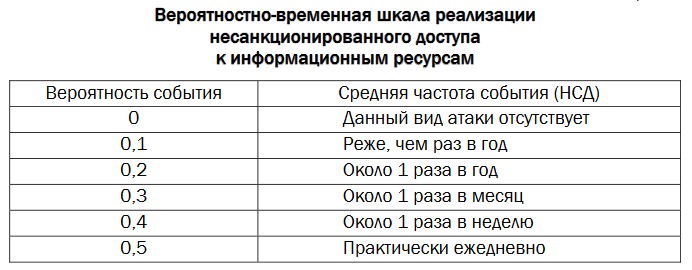 Вероятностно-временная шкала реализации
несанкционированного доступа
к информационным ресурсам
Вероятность события Средняя частота события (НСД)
0 Данный вид атаки отсутствует
0,1 Реже, чем раз в год
0,2 Около 1 раза в год
0,3 Около 1 раза в месяц
0,4 Около 1 раза в неделю
0,5 Практически ежедневно